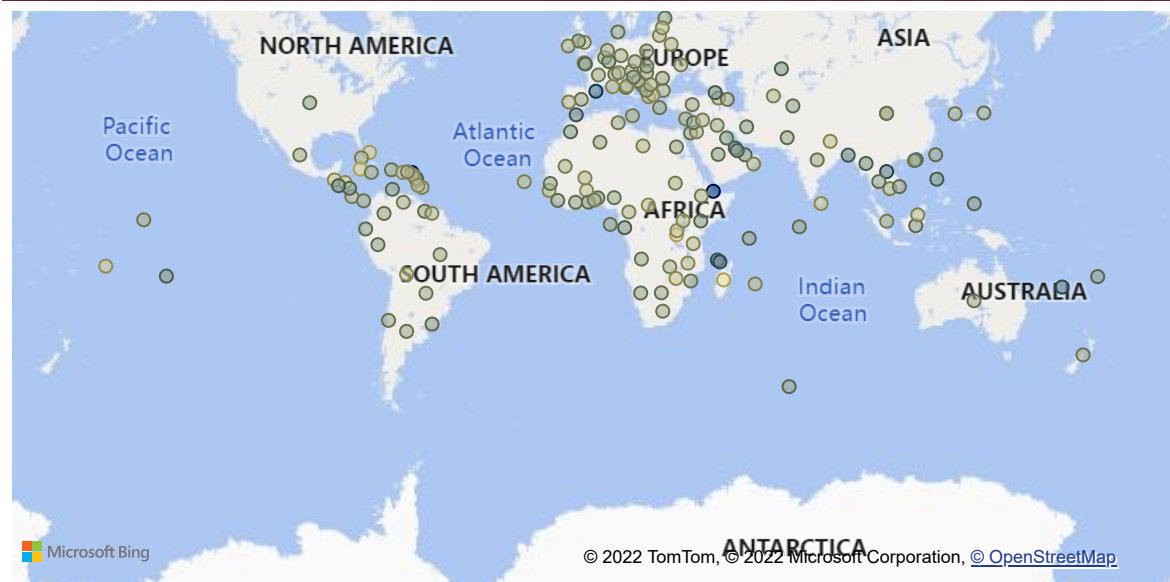 NORTH AMERICA
ASIA
EUROPE
Pacific
Ocean
Atlantic
Ocean
AFRICA
SOUTH AMERICA
Indian
Ocean
AUSTRALIA
ANTARCTICA
Microsoft Bing
© 2022 TomTom, © 2022 Microsoft Corporation, © OpenStreetMap